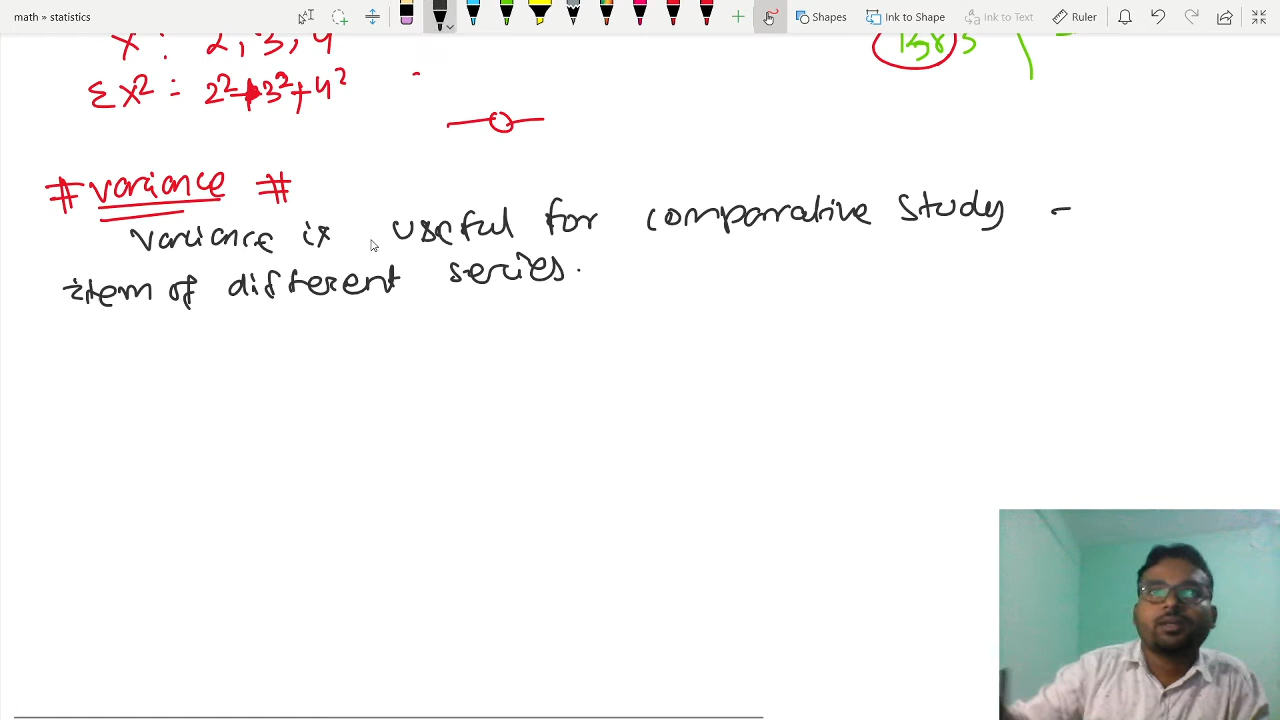 math » statistics
Shapes
Ink to Shape
Ink to Text
Ruler
x : 2, 3, 4
Σx² = 2²+3²+4²
# variance #
variance is useful for comparative study -
item of different series.